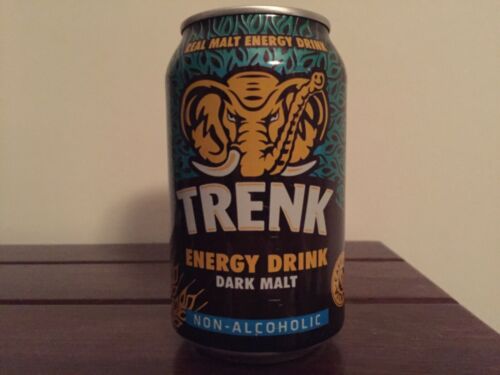 REAL MALT ENERGY DRINK
TRENK
ENERGY DRINK
DARK MALT
NON-ALCOHOLIC